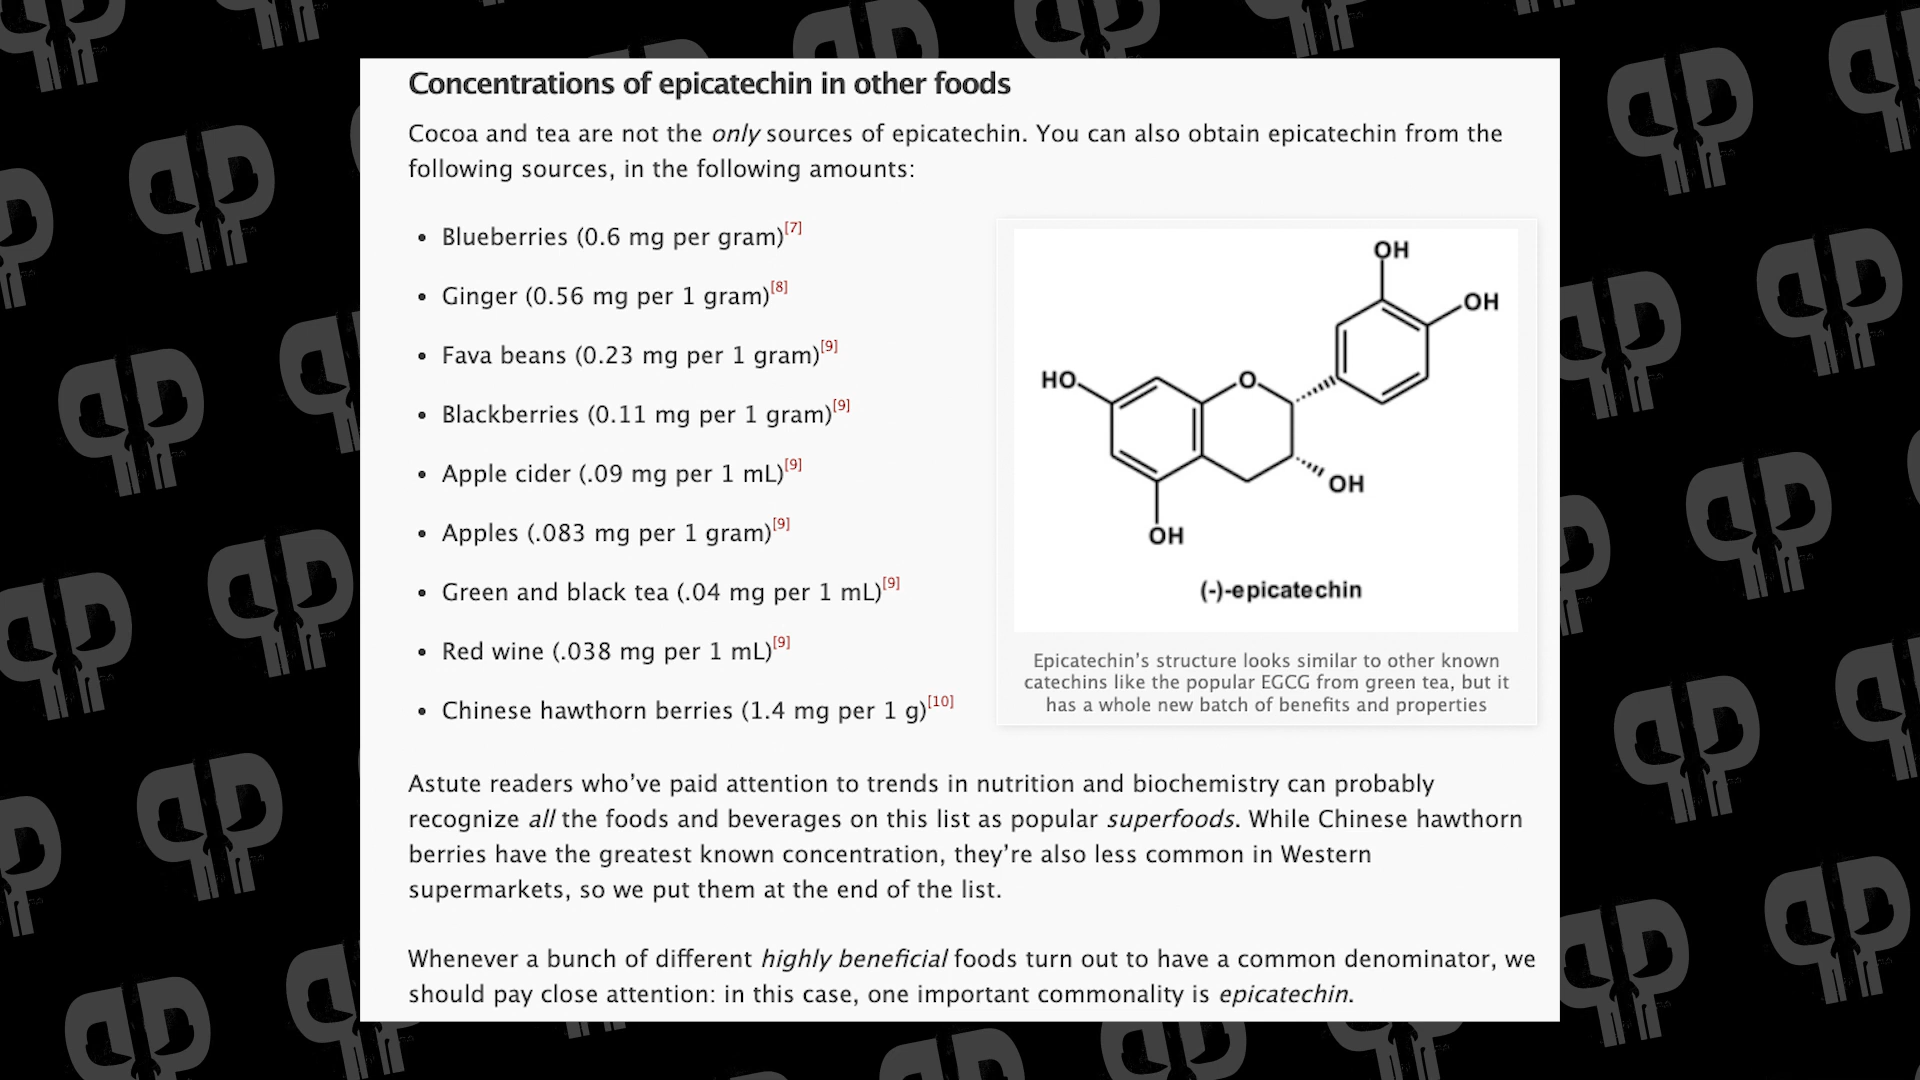 Concentrations of epicatechin in other foods
Cocoa and tea are not the only sources of epicatechin. You can also obtain epicatechin from the
following sources, in the following amounts:
• Blueberries (0.6 mg per gram)[7]
• Ginger (0.56 mg per 1 gram)[8]
• Fava beans (0.23 mg per 1 gram)[9]
• Blackberries (0.11 mg per 1 gram)[9]
• Apple cider (.09 mg per 1 mL)[9]
• Apples (.083 mg per 1 gram)[9]
• Green and black tea (.04 mg per 1 mL)[9]
• Red wine (.038 mg per 1 mL)[9]
• Chinese hawthorn berries (1.4 mg per 1 g)[10]
OH
OH
HO
O
OH
OH
(-)-epicatechin
Epicatechin’s structure looks similar to other known
catechins like the popular EGCG from green tea, but it
has a whole new batch of benefits and properties
Astute readers who’ve paid attention to trends in nutrition and biochemistry can probably
recognize all the foods and beverages on this list as popular superfoods. While Chinese hawthorn
berries have the greatest known concentration, they’re also less common in Western
supermarkets, so we put them at the end of the list.
Whenever a bunch of different highly beneficial foods turn out to have a common denominator, we
should pay close attention: in this case, one important commonality is epicatechin.